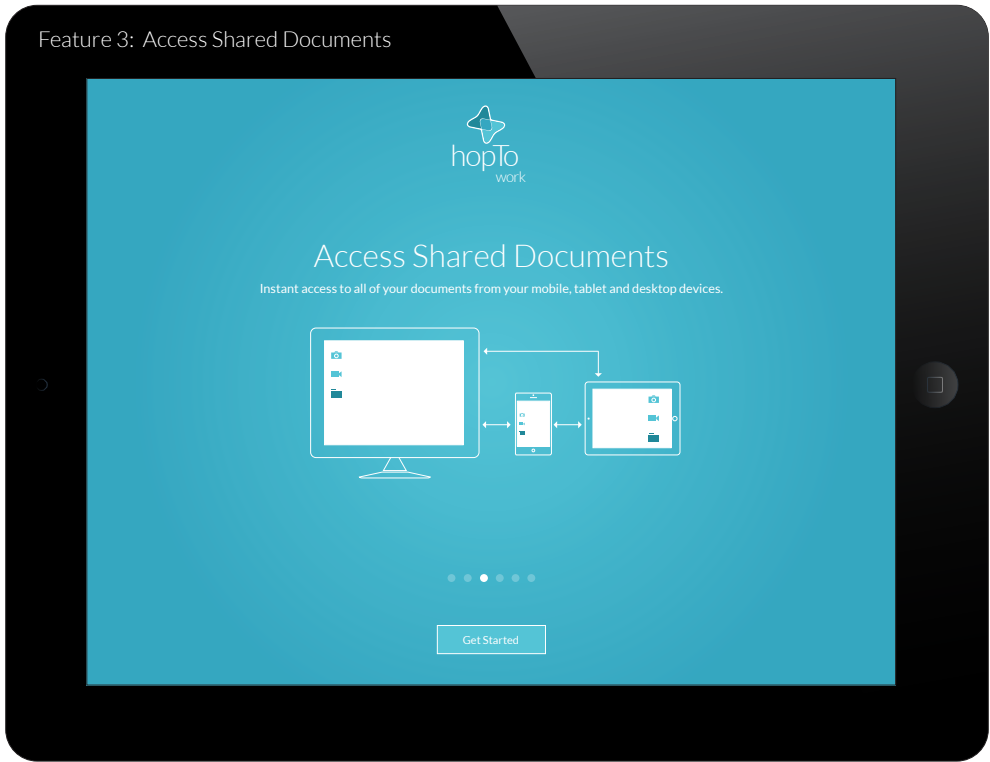 Feature 3: Access Shared Documents
hopTo
work
Access Shared Documents
Instant access to all of your documents from your mobile, tablet and desktop devices.
Get Started